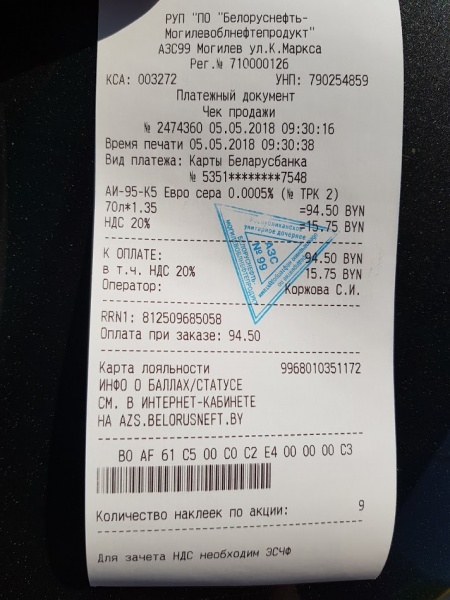 РУП "ПО "Белоруснефть-
Могилевоблнефтепродукт"
АЗС99 Могилев ул.К.Маркса
Рег.№ 710000126
КСА: 003272 УНП: 790254859
Платежный документ
Чек продажи
№ 2474360 05.05.2018 09:30:16
Время печати 05.05.2018 09:30:38
Вид платежа: Карты Беларусбанка
№ 5351********7548
АИ-95-К5 Евро сера 0.0005% (№ ТРК 2)
70л*1.35 =94.50 BYN
НДС 20% =15.75 BYN
К ОПЛАТЕ: 94.50 BYN
в т.ч. НДС 20% 15.75 BYN
Оператор: Коржова С.И.
АЗС
№ 99
RRN1: 812509685058
Оплата при заказе: 94.50
Карта лояльности 9968010351172
ИНФО О БАЛЛАХ/СТАТУСЕ
СМ. В ИНТЕРНЕТ-КАБИНЕТЕ
НА AZS.BELORUSNEFT.BY
B0 AF 61 C5 00 C0 C2 E4 00 00 00 C3
Количество наклеек по акции: 9
Для зачета НДС необходим ЭСЧФ